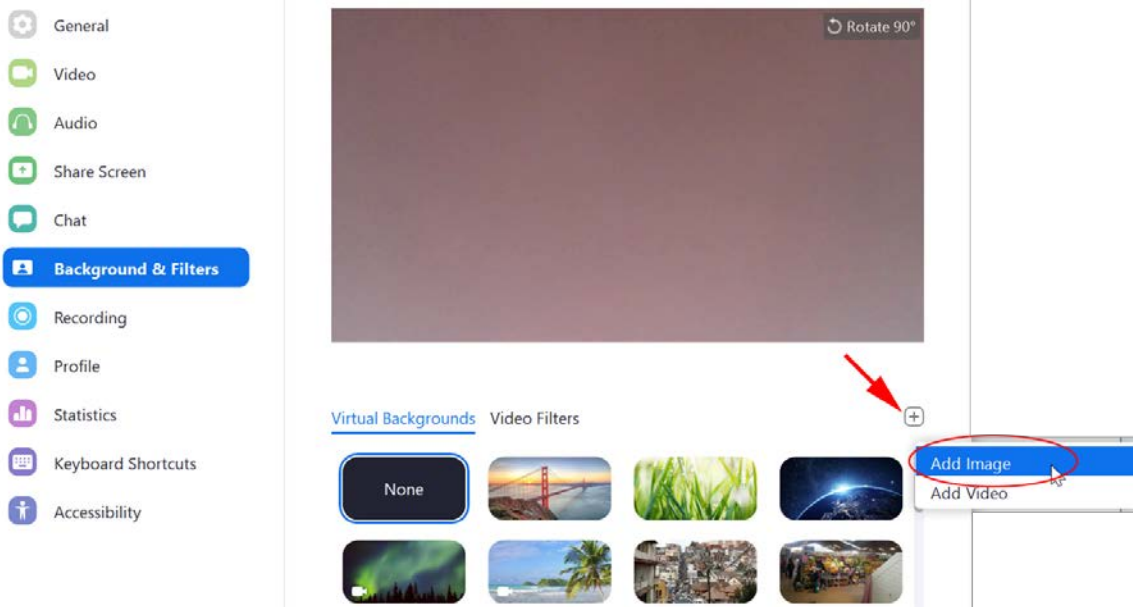 General
Video
Audio
Share Screen
Chat
Background & Filters
Recording
Profile
Statistics
Keyboard Shortcuts
Accessibility
Rotate 90°
Virtual Backgrounds Video Filters
Add Image
Add Video
None